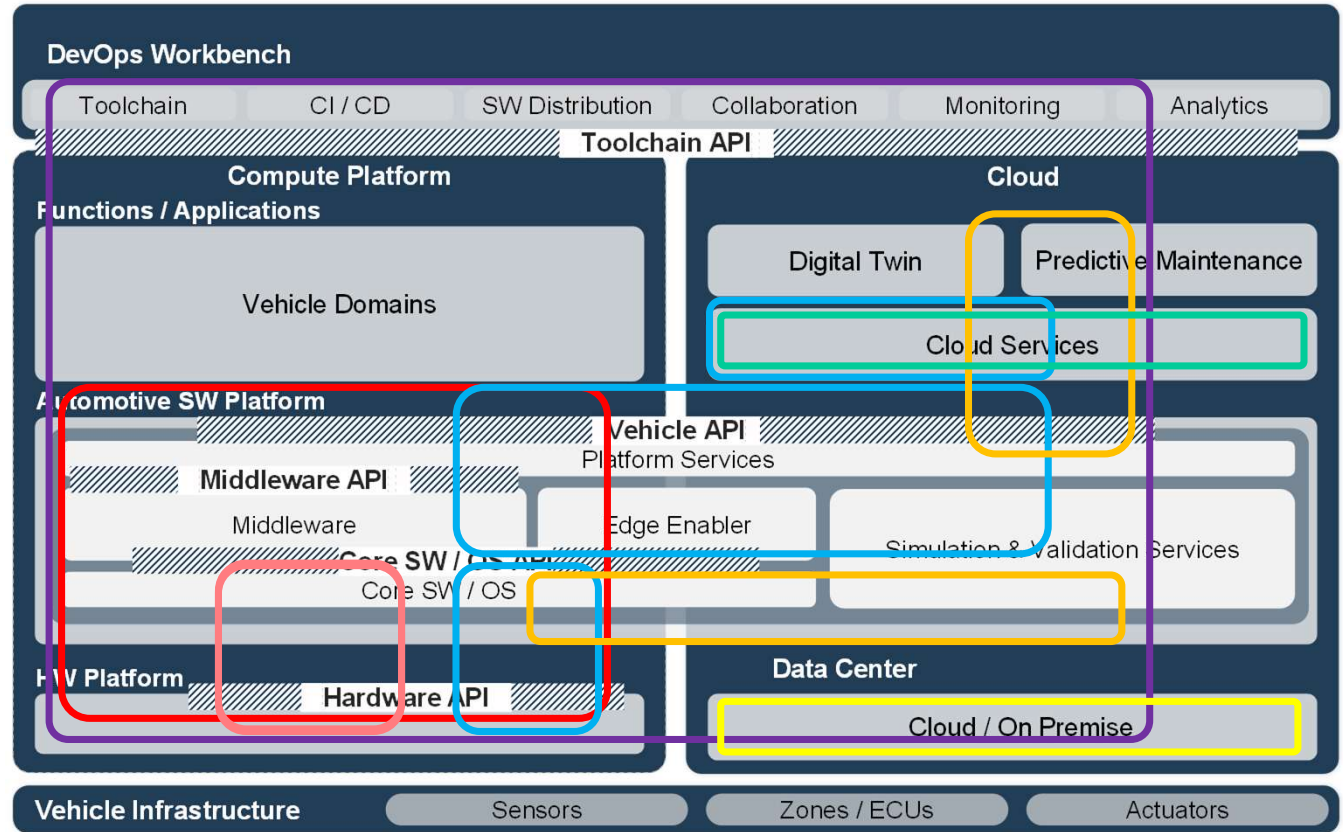 DevOps Workbench
Toolchain
CI / CD
SW Distribution
Collaboration
Monitoring
Analytics
Toolchain API
Compute Platform
Functions / Applications
Vehicle Domains
Cloud
Digital Twin
Predictive Maintenance
Cloud Services
Automotive SW Platform
Vehicle API
Platform Services
Middleware API
Middleware
Edge Enabler
Simulation & Validation Services
Core SW / OS API
Core SW / OS
HW Platform
Hardware API
Data Center
Cloud / On Premise
Vehicle Infrastructure
Sensors
Zones / ECUs
Actuators